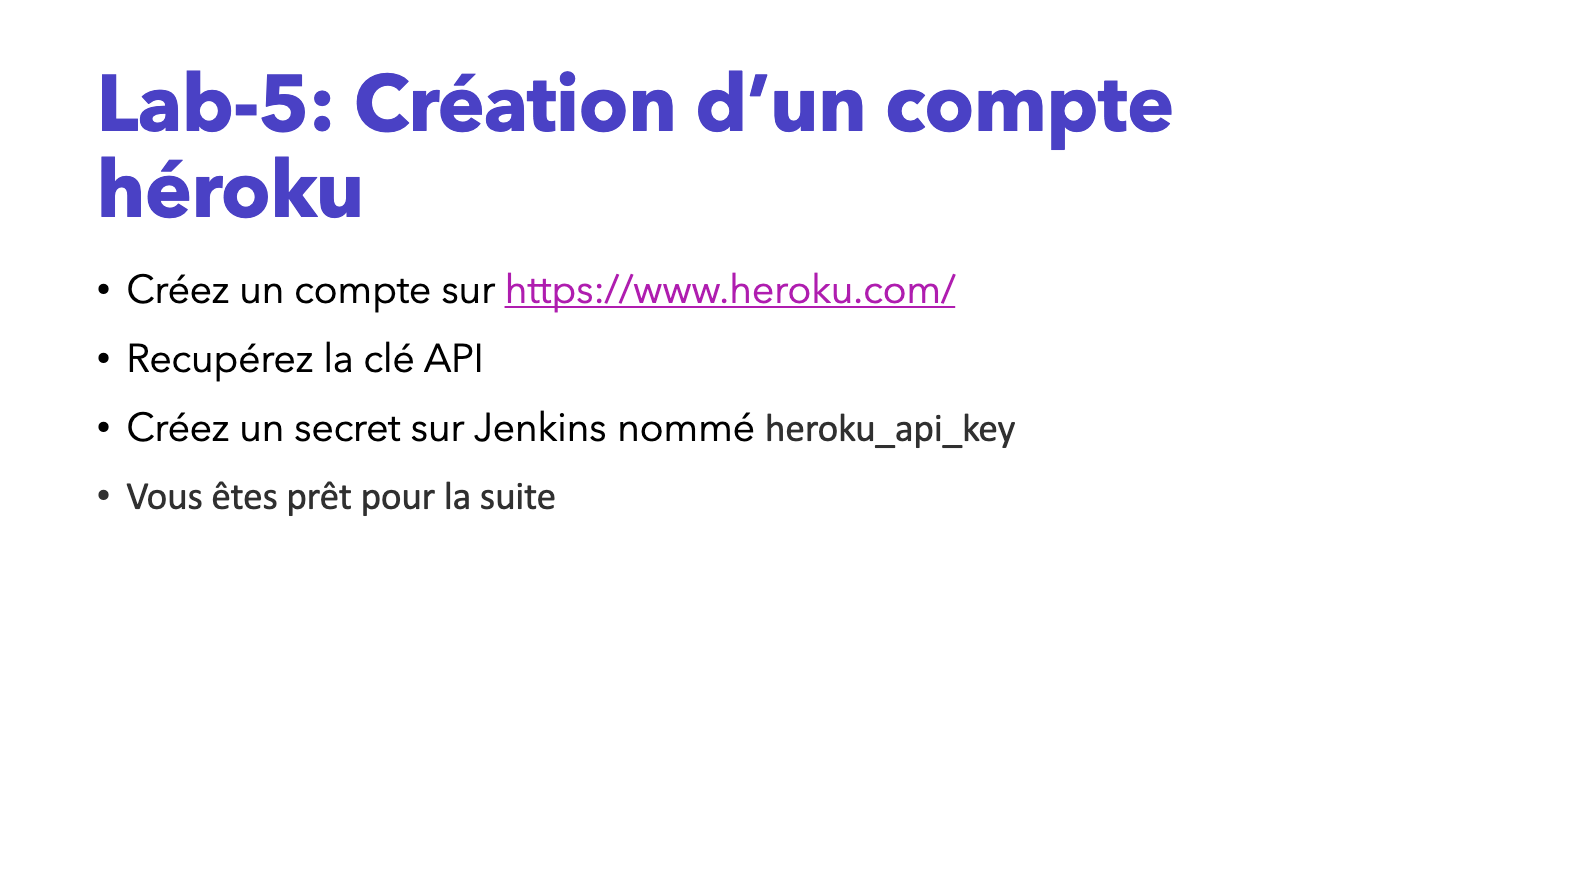 Lab-5: Création d’un compte
héroku
• Créez un compte sur https://www.heroku.com/
• Recupérez la clé API
• Créez un secret sur Jenkins nommé heroku_api_key
• Vous êtes prêt pour la suite